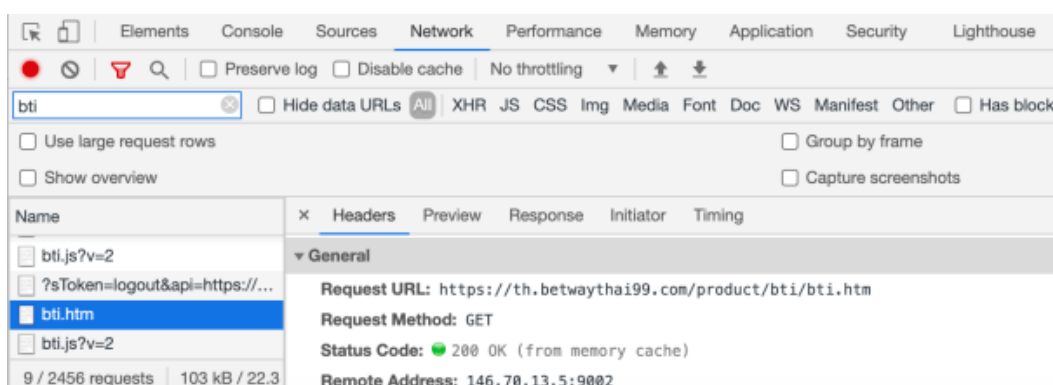 Elements Console Sources Network Performance Memory Application Security Lighthouse
Preserve log Disable cache No throttling
bti Hide data URLs All XHR JS CSS Img Media Font Doc WS Manifest Other Has block
Use large request rows Group by frame
Show overview Capture screenshots
Name × Headers Preview Response Initiator Timing
bti.js?v=2 General
?sToken=logout&api=https://... Request URL: https://th.betwaythai99.com/product/bti/bti.htm
bti.htm Request Method: GET
bti.js?v=2 Status Code: 200 OK (from memory cache)
9 / 2456 requests 103 kB / 22.3 Remote Address: 146.70.13.5:9002